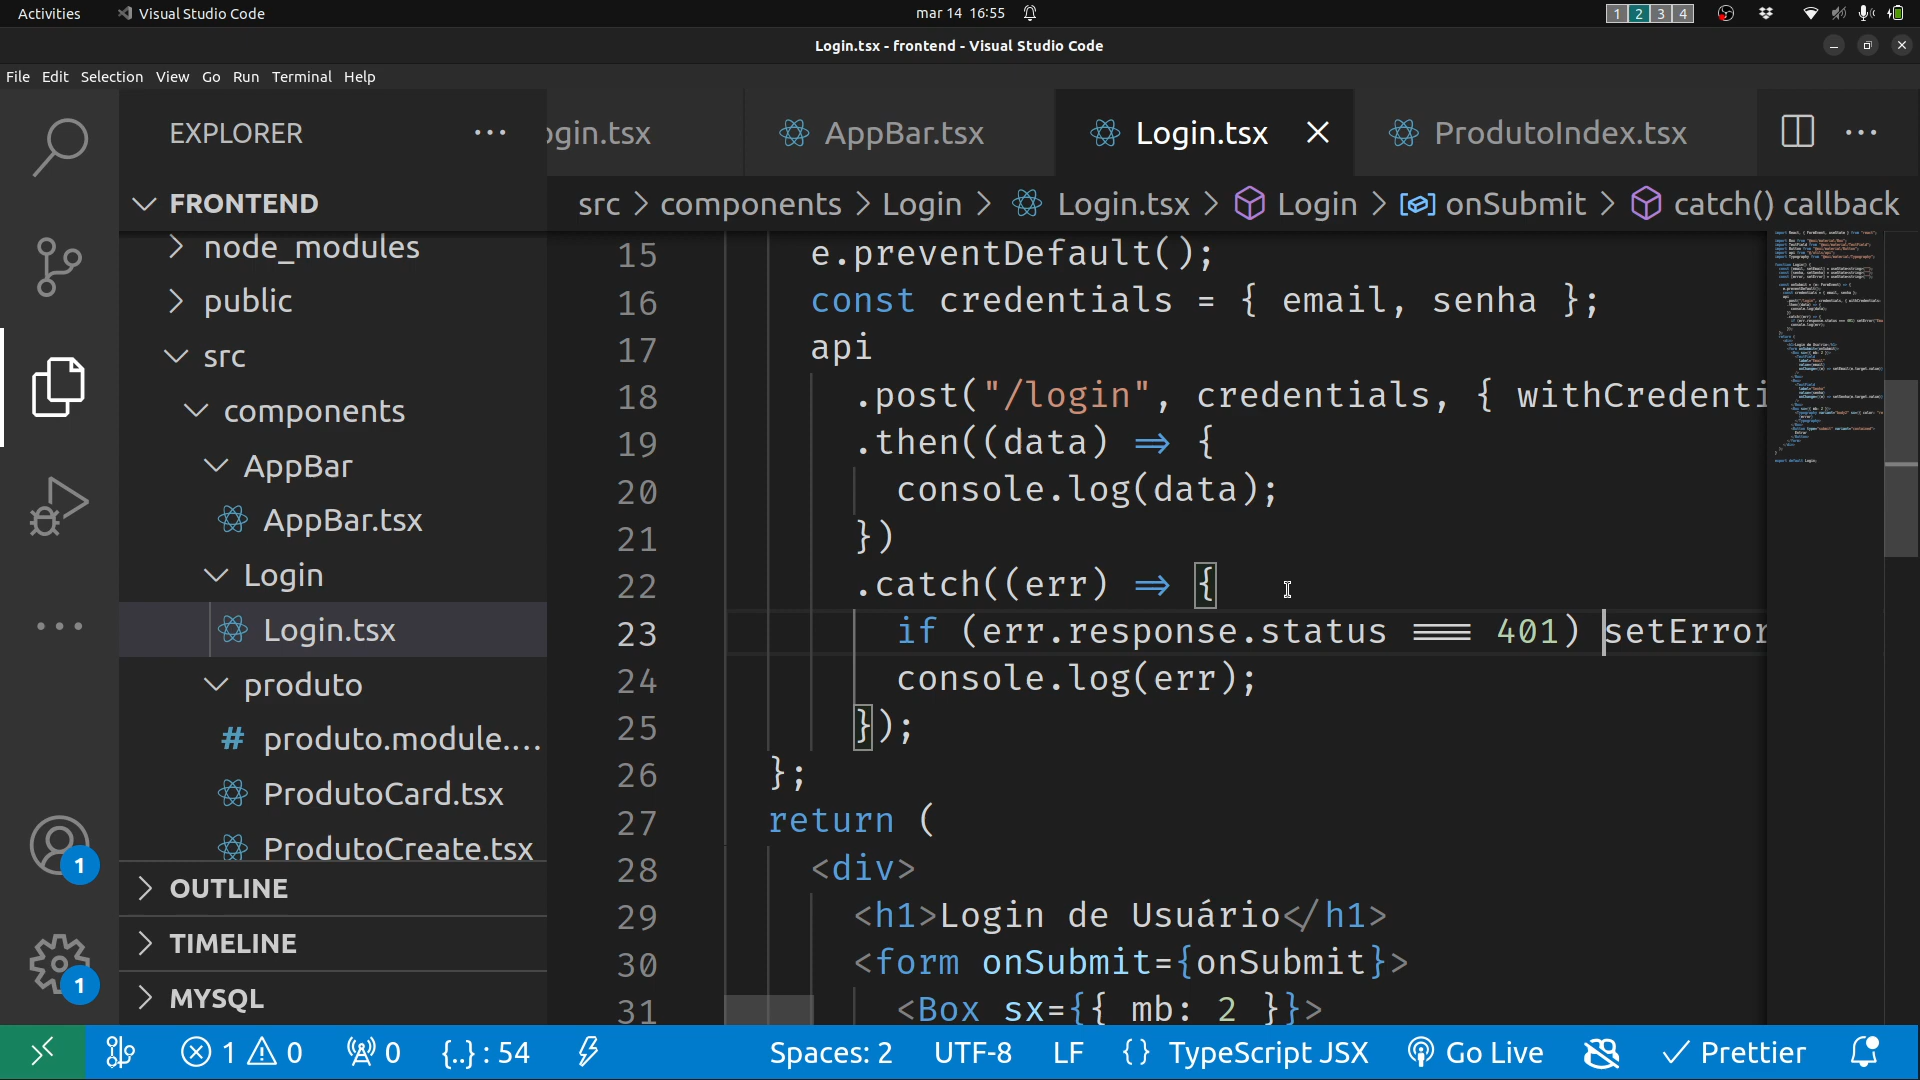 Activities
Visual Studio Code
mar 14 16:55
1 2 3 4
Login.tsx - frontend - Visual Studio Code
File Edit Selection View Go Run Terminal Help
EXPLORER
gin.tsx
AppBar.tsx
Login.tsx
ProdutoIndex.tsx
FRONTEND
src > components > Login > Login.tsx > Login > onSubmit > catch() callback
node_modules
public
src
components
AppBar
AppBar.tsx
Login
Login.tsx
produto
produto.module....
ProdutoCard.tsx
ProdutoCreate.tsx
OUTLINE
TIMELINE
MYSQL
1
1
15 e.preventDefault();
16 const credentials = { email, senha };
17 api
18 .post("/login", credentials, { withCredenti
19 .then((data) => {
20 console.log(data);
21 })
22 .catch((err) => {
23 if (err.response.status === 401) setError
24 console.log(err);
25 });
26 };
27 return (
28 <div>
29 <h1>Login de Usuário</h1>
30 <form onSubmit={onSubmit}>
31 <Box sx={{ mb: 2 }}>
1 0 0 {..} : 54 Spaces: 2 UTF-8 LF {} TypeScript JSX Go Live Prettier